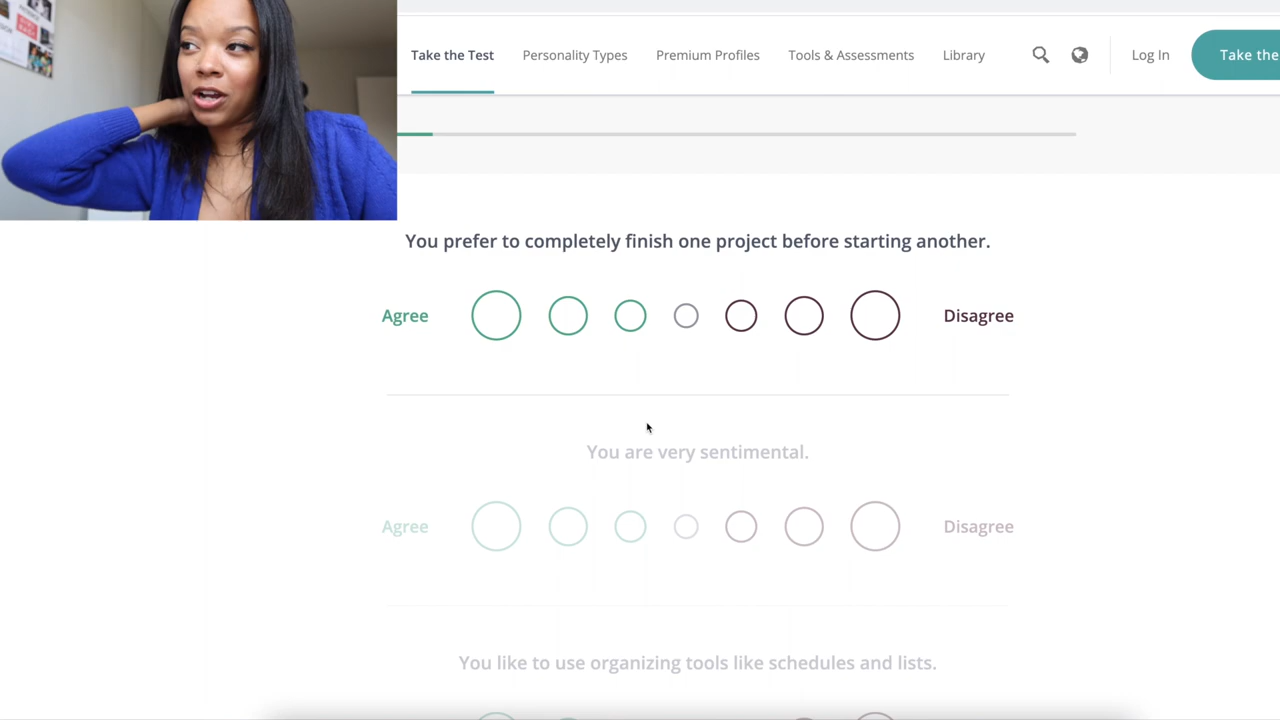 Take the Test
Personality Types
Premium Profiles
Tools & Assessments
Library
Log In
Take the
You prefer to completely finish one project before starting another.
Agree
Disagree
You are very sentimental.
Agree
Disagree
You like to use organizing tools like schedules and lists.